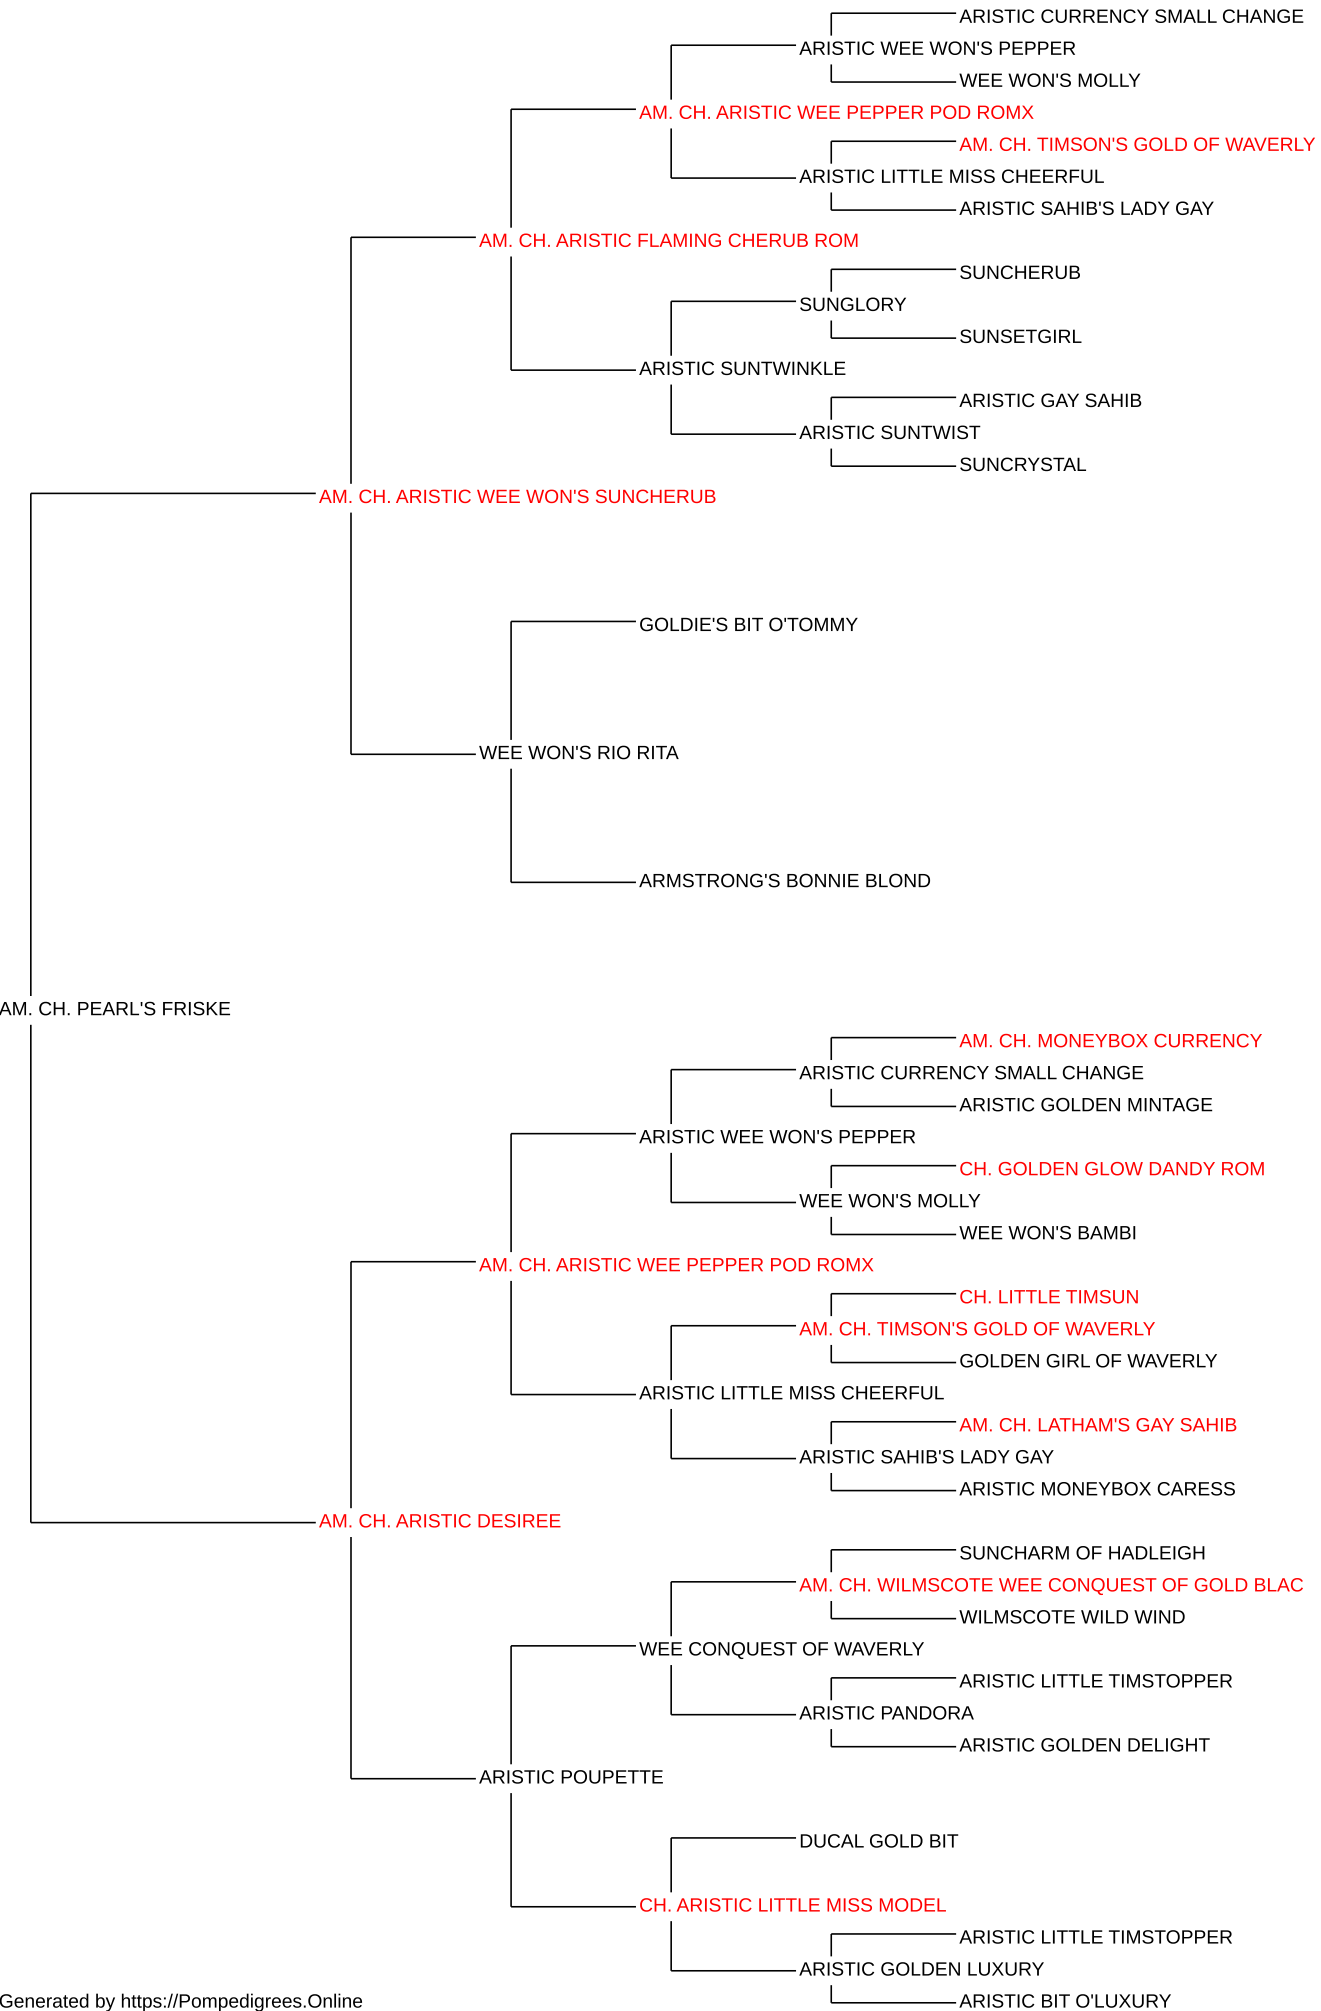 ARISTIC CURRENCY SMALL CHANGE
ARISTIC WEE WON'S PEPPER
WEE WON'S MOLLY
AM. CH. ARISTIC WEE PEPPER POD ROMX
AM. CH. TIMSON'S GOLD OF WAVERLY
ARISTIC LITTLE MISS CHEERFUL
ARISTIC SAHIB'S LADY GAY
AM. CH. ARISTIC FLAMING CHERUB ROM
SUNCHERUB
SUNGLORY
SUNSETGIRL
ARISTIC SUNTWINKLE
ARISTIC GAY SAHIB
ARISTIC SUNTWIST
SUNCRYSTAL
AM. CH. ARISTIC WEE WON'S SUNCHERUB
GOLDIE'S BIT O'TOMMY
WEE WON'S RIO RITA
ARMSTRONG'S BONNIE BLOND
AM. CH. PEARL'S FRISKE
AM. CH. MONEYBOX CURRENCY
ARISTIC CURRENCY SMALL CHANGE
ARISTIC GOLDEN MINTAGE
ARISTIC WEE WON'S PEPPER
CH. GOLDEN GLOW DANDY ROM
WEE WON'S MOLLY
WEE WON'S BAMBI
AM. CH. ARISTIC WEE PEPPER POD ROMX
CH. LITTLE TIMSUN
AM. CH. TIMSON'S GOLD OF WAVERLY
GOLDEN GIRL OF WAVERLY
ARISTIC LITTLE MISS CHEERFUL
AM. CH. LATHAM'S GAY SAHIB
ARISTIC SAHIB'S LADY GAY
ARISTIC MONEYBOX CARESS
AM. CH. ARISTIC DESIREE
SUNCHARM OF HADLEIGH
AM. CH. WILMSCOTE WEE CONQUEST OF GOLD BLAC
WILMSCOTE WILD WIND
WEE CONQUEST OF WAVERLY
ARISTIC LITTLE TIMSTOPPER
ARISTIC PANDORA
ARISTIC GOLDEN DELIGHT
ARISTIC POUPETTE
DUCAL GOLD BIT
CH. ARISTIC LITTLE MISS MODEL
ARISTIC LITTLE TIMSTOPPER
ARISTIC GOLDEN LUXURY
ARISTIC BIT O'LUXURY
Generated by https://Pompedigrees.Online